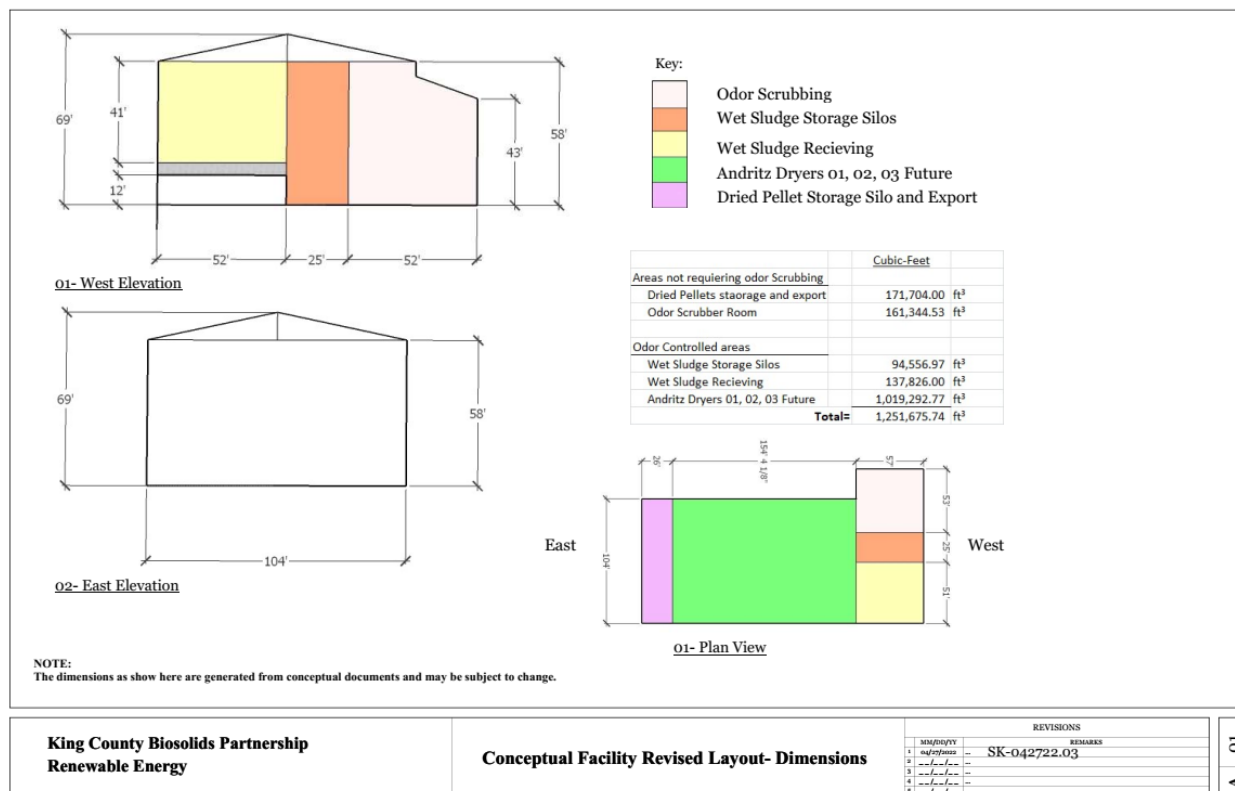 69'
41'
12'
58'
43'
52'
25'
52'
01- West Elevation
Key:
Odor Scrubbing
Wet Sludge Storage Silos
Wet Sludge Recieving
Andritz Dryers 01, 02, 03 Future
Dried Pellet Storage Silo and Export
Cubic-Feet
Areas not requiering odor Scrubbing
Dried Pellets staorage and export 171,704.00 ft³
Odor Scrubber Room 161,344.53 ft³
Odor Controlled areas
Wet Sludge Storage Silos 94,556.97 ft³
Wet Sludge Recieving 137,826.00 ft³
Andritz Dryers 01, 02, 03 Future 1,019,292.77 ft³
Total= 1,251,675.74 ft³
69'
58'
104'
02- East Elevation
26'
154' 4 1/8"
57'
53'
25'
51'
104'
East
West
01- Plan View
NOTE:
The dimensions as show here are generated from conceptual documents and may be subject to change.
King County Biosolids Partnership
Renewable Energy
Conceptual Facility Revised Layout- Dimensions
REVISIONS
MM/DD/YY REMARKS
1 04/27/2022 -- SK-042722.03
2 --/--/-- --
3 --/--/-- --
4 --/--/-- --
01